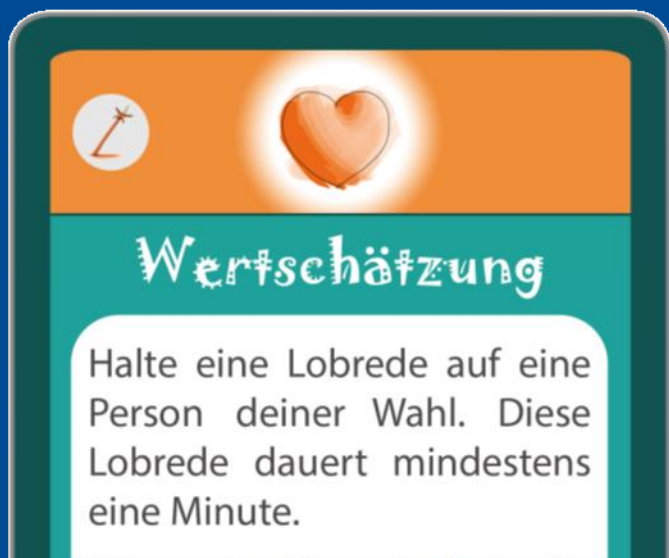 Wertschätzung
Halte eine Lobrede auf eine
Person deiner Wahl. Diese
Lobrede dauert mindestens
eine Minute.